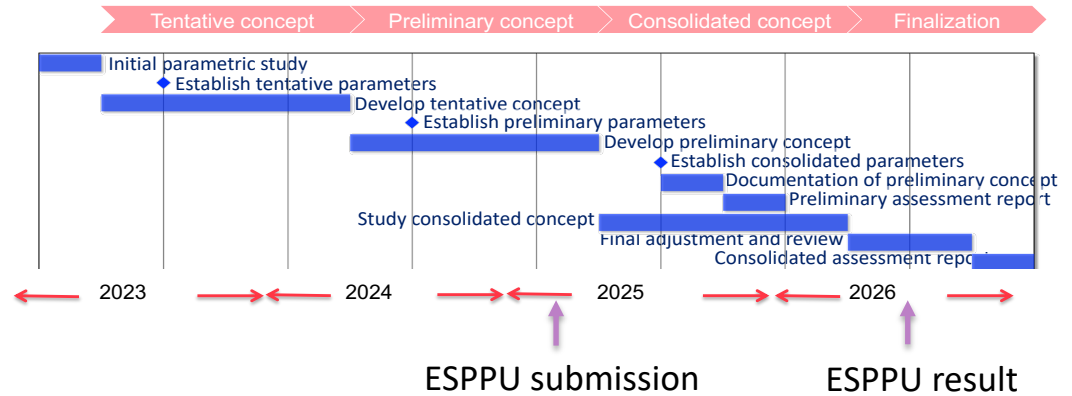 Tentative concept
Preliminary concept
Consolidated concept
Finalization
Initial parametric study
Establish tentative parameters
Develop tentative concept
Establish preliminary parameters
Develop preliminary concept
Establish consolidated parameters
Documentation of preliminary concept
Preliminary assessment report
Study consolidated concept
Final adjustment and review
Consolidated assessment report
2023
2024
2025
2026
ESPPU submission
ESPPU result